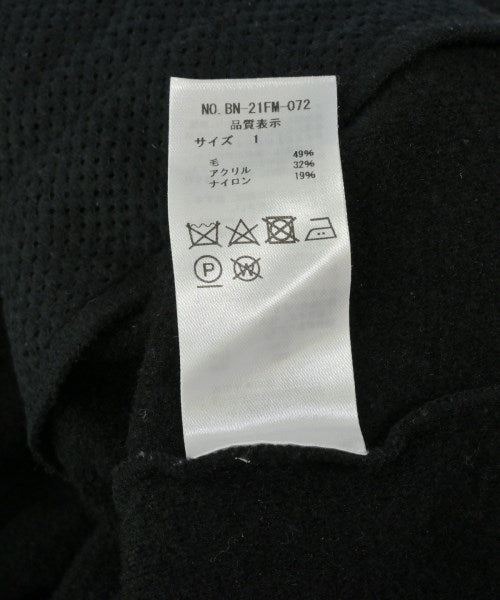 NO. BN-21FM-072
品質表示
サイズ 1
毛 49%
アクリル 32%
ナイロン 19%
P W